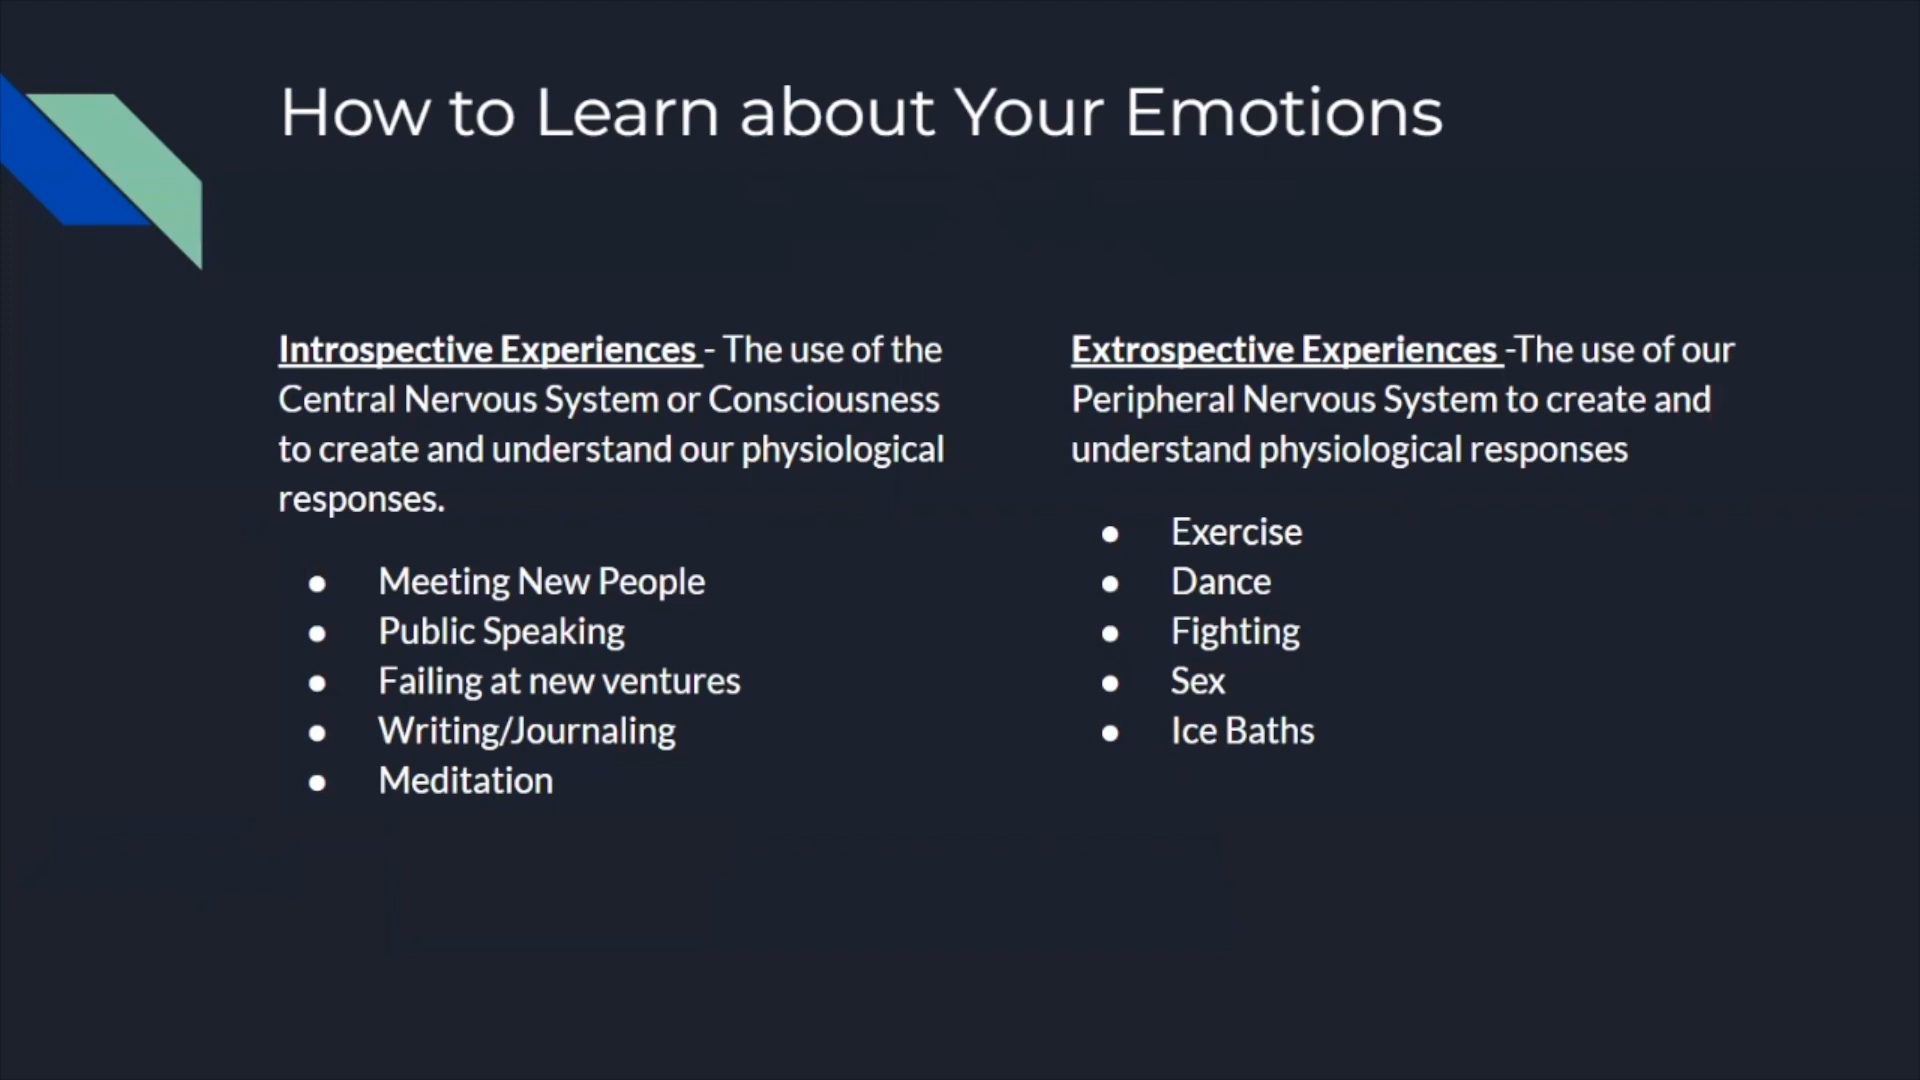 How to Learn about Your Emotions
Introspective Experiences - The use of the
Central Nervous System or Consciousness
to create and understand our physiological
responses.
● Meeting New People
● Public Speaking
● Failing at new ventures
● Writing/Journaling
● Meditation
Extrospective Experiences -The use of our
Peripheral Nervous System to create and
understand physiological responses
● Exercise
● Dance
● Fighting
● Sex
● Ice Baths